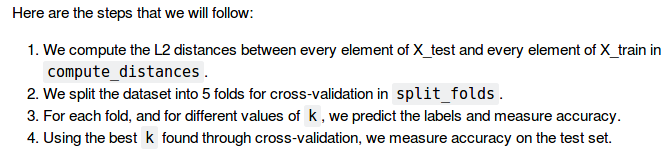 Here are the steps that we will follow:
1. We compute the L2 distances between every element of X_test and every element of X_train in
compute_distances .
2. We split the dataset into 5 folds for cross-validation in split_folds .
3. For each fold, and for different values of k , we predict the labels and measure accuracy.
4. Using the best k found through cross-validation, we measure accuracy on the test set.